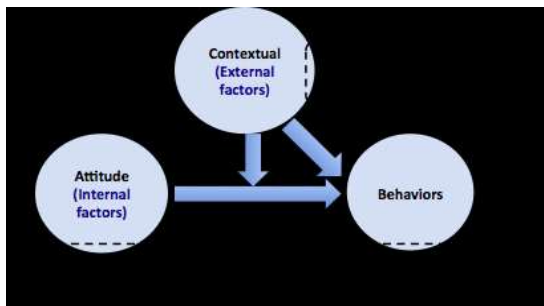 Contextual
(External
factors)
Attitude
(Internal
factors)
Behaviors